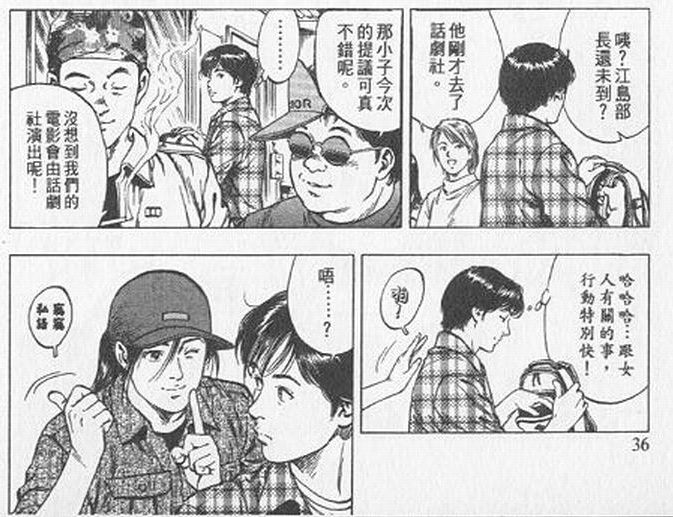 咦？江島部
長還未到？
他剛才去了
話劇社。
那小子今次
的提議可真
不錯呢。
………
10R
沒想到我們的
電影會由話劇
社演出呢！
哈哈哈…跟女
人有關的事，
行動特別快！
啪！
唔
……？
窩窩
私語
36